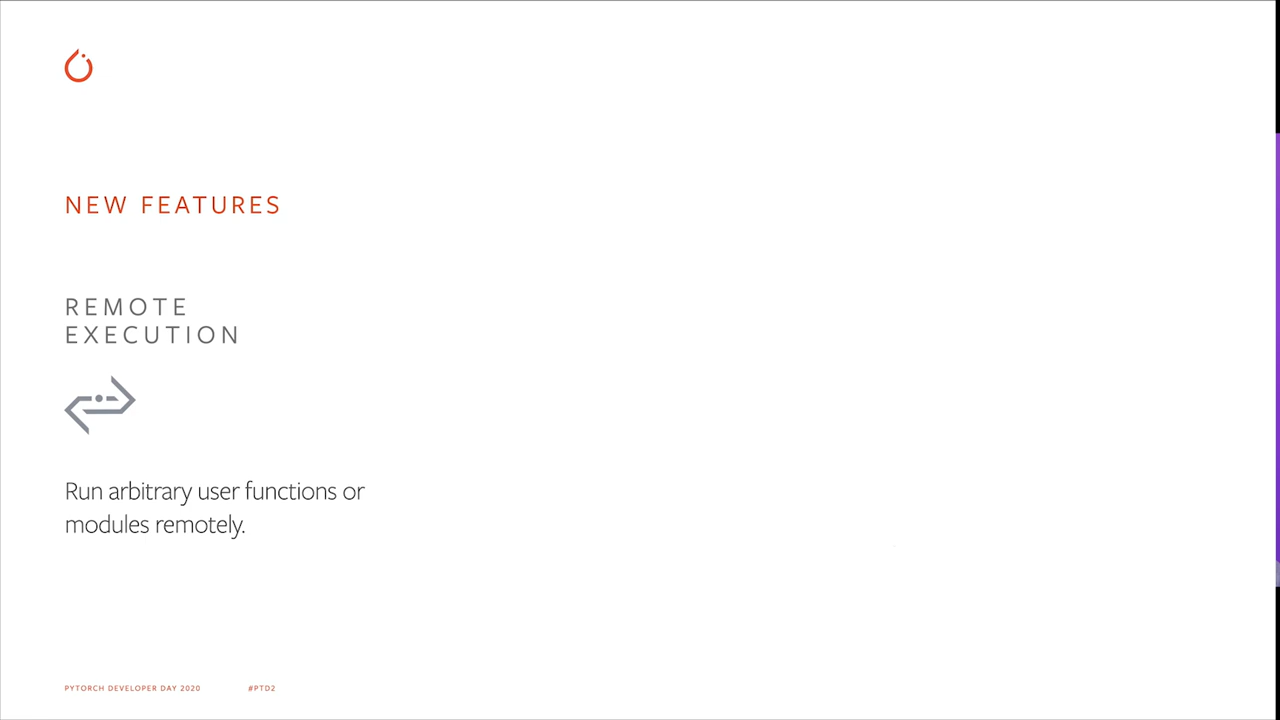 NEW FEATURES
REMOTE
EXECUTION
Run arbitrary user functions or
modules remotely.
PYTORCH DEVELOPER DAY 2020 #PTD2